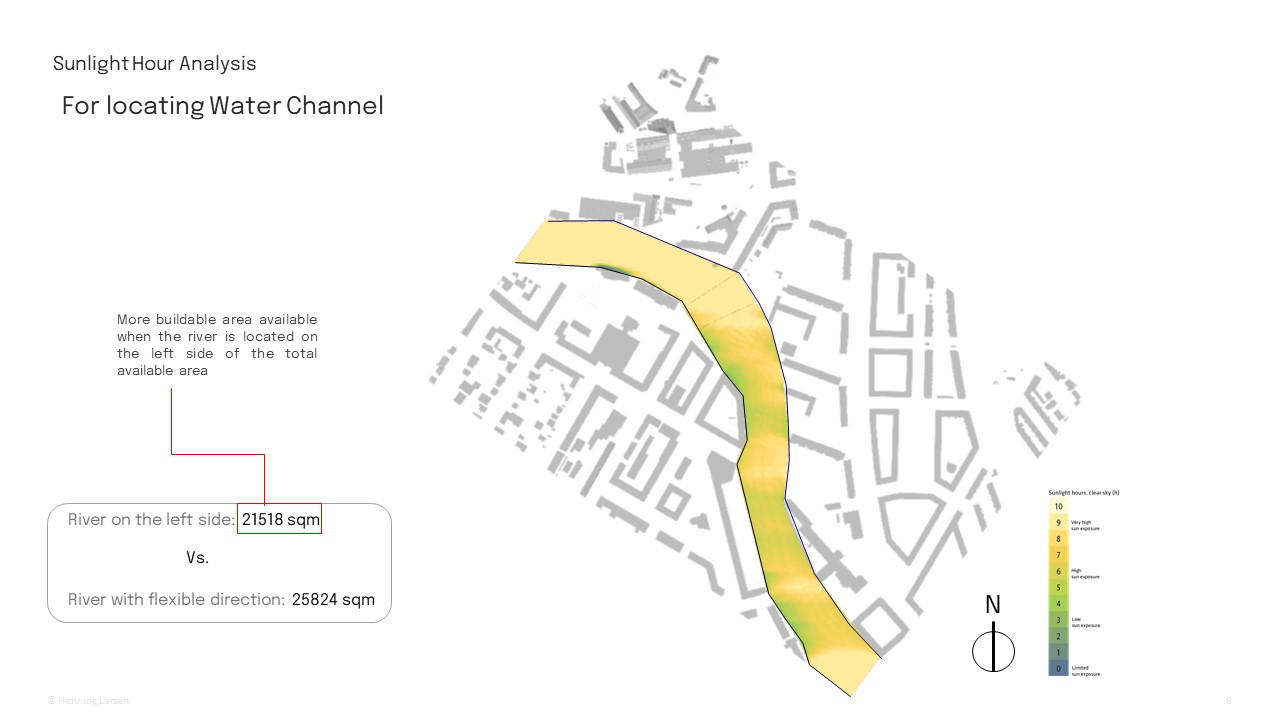 Sunlight Hour Analysis
For locating Water Channel
More buildable area available
when the river is located on
the left side of the total
available area
River on the left side: 21518 sqm
Vs.
River with flexible direction: 25824 sqm
N
Sunlight hours, clear sky (h)
10
9 Very high
sun exposure
8
7
6 High
sun exposure
5
4
3 Low
sun exposure
2
1
0 Limited
sun exposure
© Henning Larsen
6